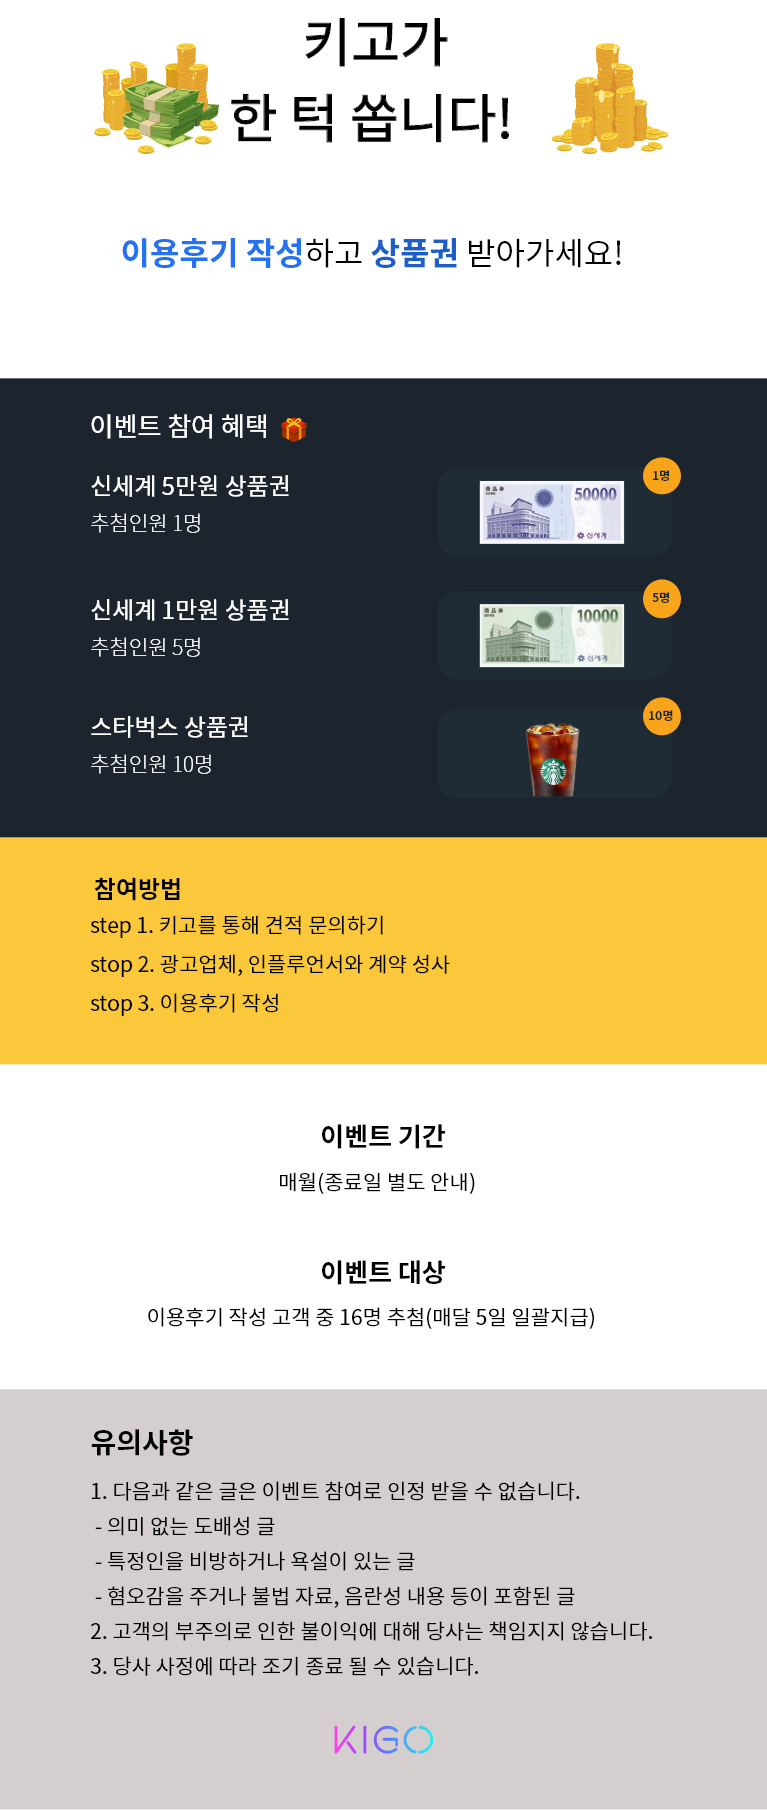 키고가
한 턱 쏩니다!
이용후기 작성하고 상품권 받아가세요!
이벤트 참여 혜택
신세계 5만원 상품권
추첨인원 1명
1명
50000
신세계
신세계 1만원 상품권
추첨인원 5명
5명
10000
신세계
스타벅스 상품권
추첨인원 10명
10명
참여방법
step 1. 키고를 통해 견적 문의하기
stop 2. 광고업체, 인플루언서와 계약 성사
stop 3. 이용후기 작성
이벤트 기간
매월(종료일 별도 안내)
이벤트 대상
이용후기 작성 고객 중 16명 추첨(매달 5일 일괄지급)
유의사항
1. 다음과 같은 글은 이벤트 참여로 인정 받을 수 없습니다.
- 의미 없는 도배성 글
- 특정인을 비방하거나 욕설이 있는 글
- 혐오감을 주거나 불법 자료, 음란성 내용 등이 포함된 글
2. 고객의 부주의로 인한 불이익에 대해 당사는 책임지지 않습니다.
3. 당사 사정에 따라 조기 종료 될 수 있습니다.
KIGO